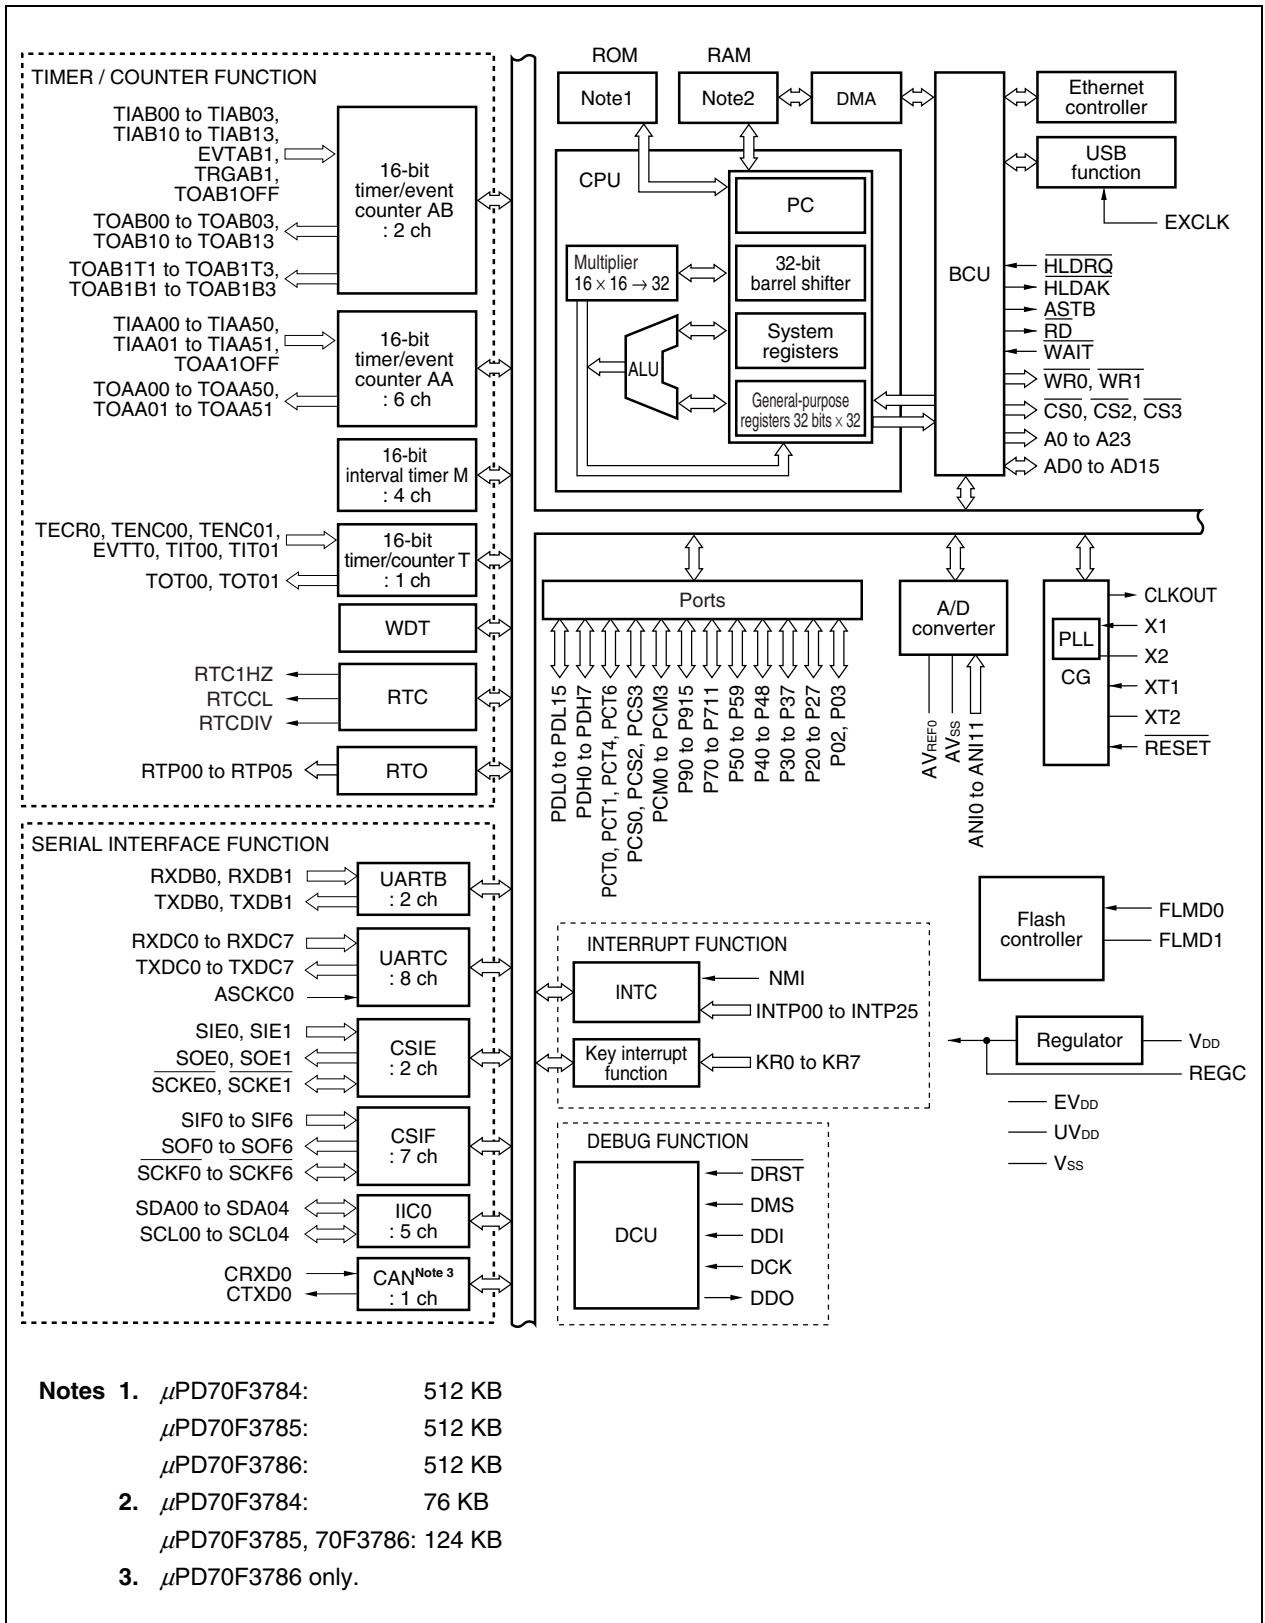 TIMER / COUNTER FUNCTION
TIAB00 to TIAB03,
TIAB10 to TIAB13,
EVTAB1,
TRGAB1,
TOAB1OFF
TOAB00 to TOAB03,
TOAB10 to TOAB13
TOAB1T1 to TOAB1T3,
TOAB1B1 to TOAB1B3
16-bit
timer/event
counter AB
: 2 ch
TIAA00 to TIAA50,
TIAA01 to TIAA51,
TOAA1OFF
TOAA00 to TOAA50,
TOAA01 to TOAA51
16-bit
timer/event
counter AA
: 6 ch
16-bit
interval timer M
: 4 ch
TECR0, TENC00, TENC01,
EVTT0, TIT00, TIT01
TOT00, TOT01
16-bit
timer/counter T
: 1 ch
WDT
RTC1HZ
RTCCL
RTCDIV
RTC
RTP00 to RTP05
RTO
SERIAL INTERFACE FUNCTION
RXDB0, RXDB1
TXDB0, TXDB1
UARTB
: 2 ch
RXDC0 to RXDC7
TXDC0 to TXDC7
ASCKC0
UARTC
: 8 ch
SIE0, SIE1
SOE0, SOE1
SCKE0, SCKE1
CSIE
: 2 ch
SIF0 to SIF6
SOF0 to SOF6
SCKF0 to SCKF6
CSIF
: 7 ch
SDA00 to SDA04
SCL00 to SCL04
IIC0
: 5 ch
CRXD0
CTXD0
CAN Note 3
: 1 ch
ROM
Note1
RAM
Note2
DMA
CPU
PC
Multiplier
16 × 16 → 32
32-bit
barrel shifter
ALU
System
registers
General-purpose
registers 32 bits × 32
BCU
Ethernet
controller
USB
function
EXCLK
HLDRQ
HLDAK
ASTB
RD
WAIT
WR0, WR1
CS0, CS2, CS3
A0 to A23
AD0 to AD15
Ports
PDL0 to PDL15
PDH0 to PDH7
PCT0, PCT1, PCT4, PCT6
PCS0, PCS2, PCS3
PCM0 to PCM3
P90 to P915
P70 to P711
P50 to P59
P40 to P48
P30 to P37
P20 to P27
P02, P03
A/D
converter
AVREF0
AVSS
ANI0 to ANI11
PLL
CG
CLKOUT
X1
X2
XT1
XT2
RESET
Flash
controller
FLMD0
FLMD1
INTERRUPT FUNCTION
INTC
NMI
INTP00 to INTP25
Key interrupt
function
KR0 to KR7
Regulator
VDD
REGC
EVDD
UVDD
VSS
DEBUG FUNCTION
DCU
DRST
DMS
DDI
DCK
DDO
Notes 1. μPD70F3784: 512 KB
μPD70F3785: 512 KB
μPD70F3786: 512 KB
2. μPD70F3784: 76 KB
μPD70F3785, 70F3786: 124 KB
3. μPD70F3786 only.